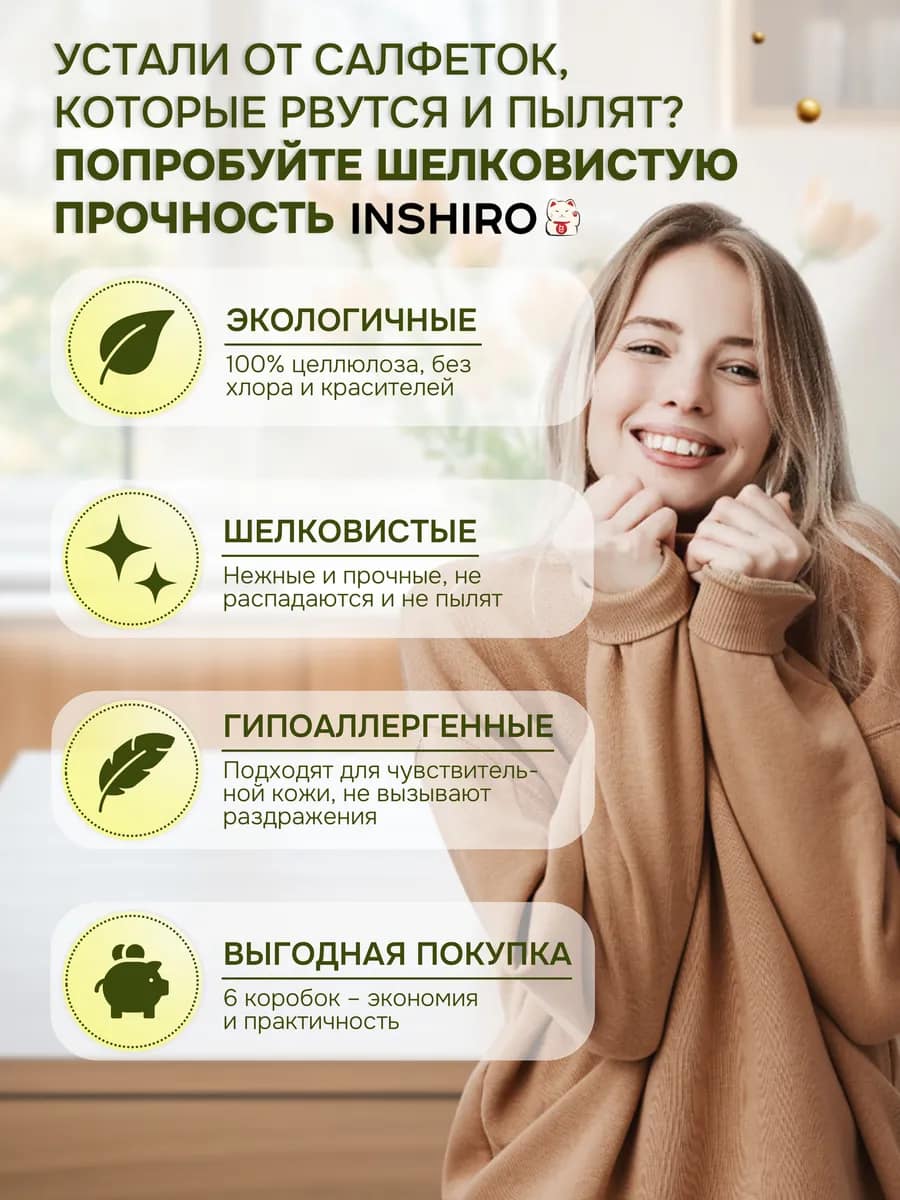 УСТАЛИ ОТ САЛФЕТОК,
КОТОРЫЕ РВУТСЯ И ПЫЛЯТ?
ПОПРОБУЙТЕ ШЕЛКОВИСТУЮ
ПРОЧНОСТЬ INSHIRO
ЭКОЛОГИЧНЫЕ
100% целлюлоза, без
хлора и красителей
ШЕЛКОВИСТЫЕ
Нежные и прочные, не
распадаются и не пылят
ГИПОАЛЛЕРГЕННЫЕ
Подходят для чувствитель-
ной кожи, не вызывают
раздражения
ВЫГОДНАЯ ПОКУПКА
6 коробок – экономия
и практичность